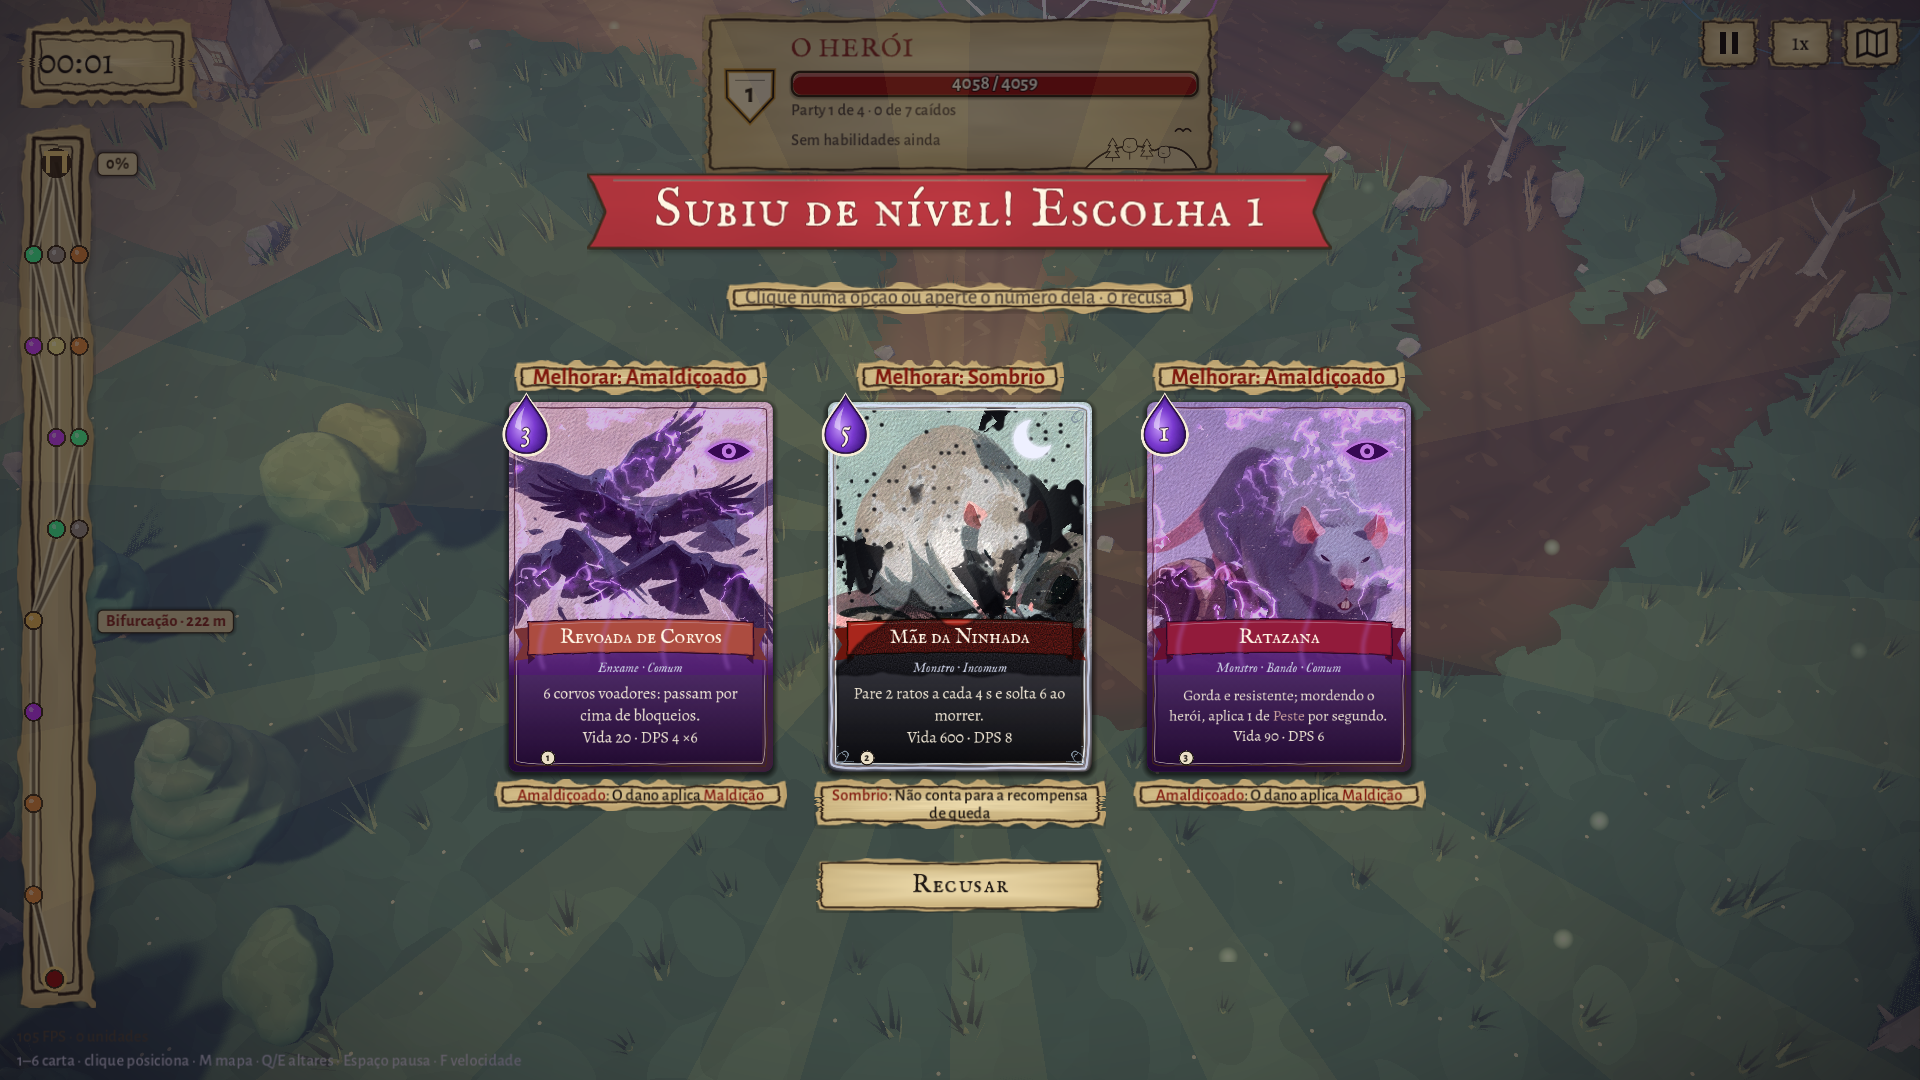 00:01
O HERÓI
1
4058 / 4059
Party 1 de 4 · 0 de 7 caídos
Sem habilidades ainda
1x
0%
Subiu de nível! Escolha 1
Clique numa opção ou aperte o número dela · 0 recusa
Melhorar: Amaldiçoado
3
Revoada de Corvos
Enxame · Comum
6 corvos voadores: passam por
cima de bloqueios.
Vida 20 · DPS 4 ×6
1
Amaldiçoado: O dano aplica Maldição
Melhorar: Sombrio
5
Mãe da Ninhada
Monstro · Incomum
Pare 2 ratos a cada 4 s e solta 6 ao
morrer.
Vida 600 · DPS 8
2
Sombrio: Não conta para a recompensa
de queda
Melhorar: Amaldiçoado
1
Ratazana
Monstro · Bando · Comum
Gorda e resistente; mordendo o
herói, aplica 1 de Peste por segundo.
Vida 90 · DPS 6
3
Amaldiçoado: O dano aplica Maldição
Bifurcação · 222 m
Recusar
1–6 carta · clique posiciona · M mapa · Q/E altares · Espaço pausa · F velocidade